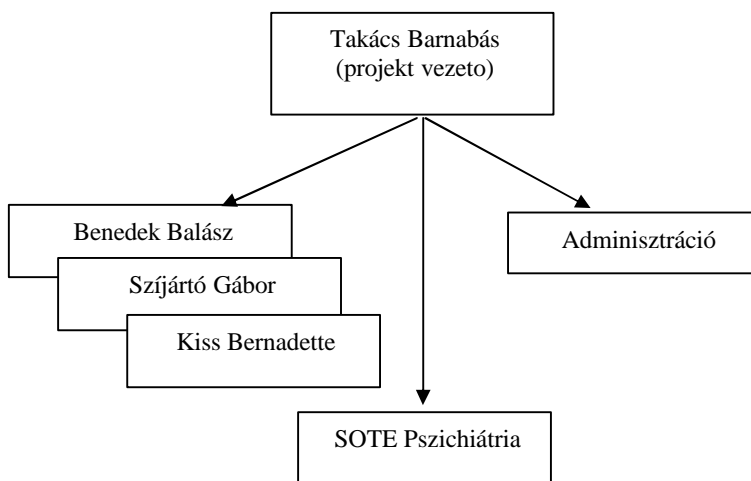 Takács Barnabás
(projekt vezeto)
Benedek Balász
Szíjártó Gábor
Kiss Bernadette
Adminisztráció
SOTE Pszichiátria